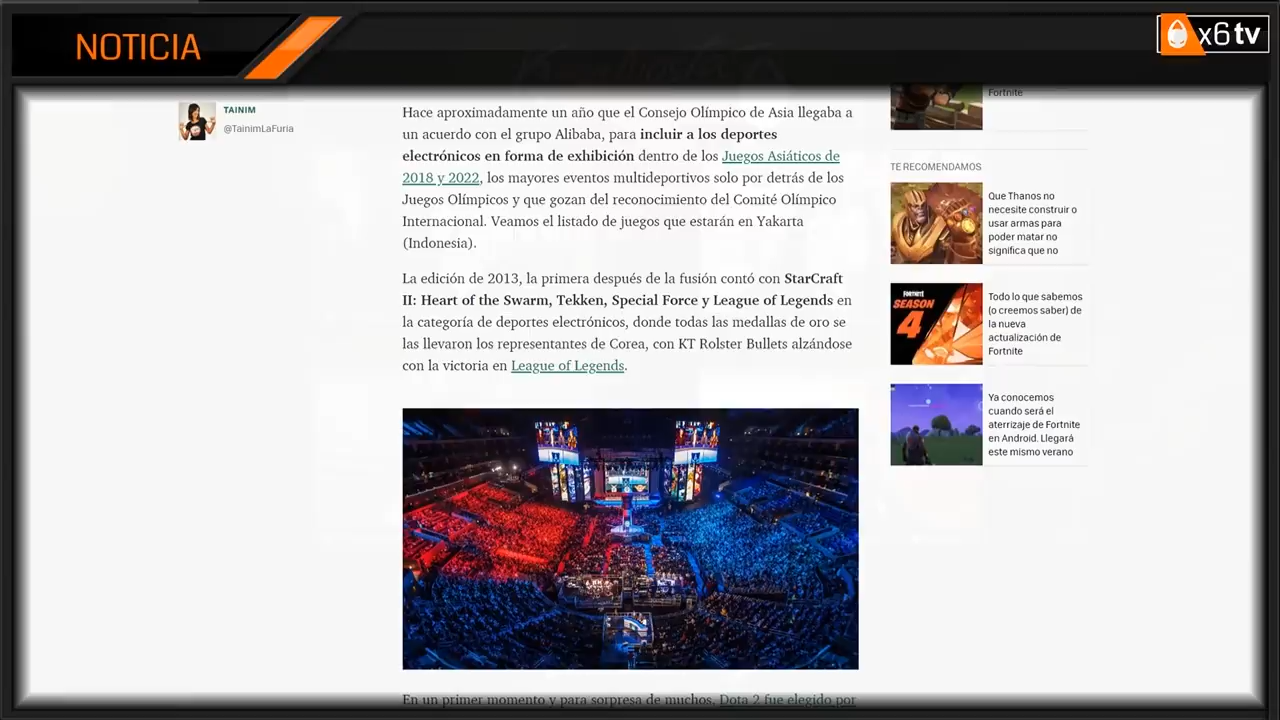 NOTICIA
x6tv
TAINIM
@TainimLaFuria
Hace aproximadamente un año que el Consejo Olímpico de Asia llegaba a
un acuerdo con el grupo Alibaba, para incluir a los deportes
electrónicos en forma de exhibición dentro de los Juegos Asiáticos de
2018 y 2022, los mayores eventos multideportivos solo por detrás de los
Juegos Olímpicos y que gozan del reconocimiento del Comité Olímpico
Internacional. Veamos el listado de juegos que estarán en Yakarta
(Indonesia).
La edición de 2013, la primera después de la fusión contó con StarCraft
II: Heart of the Swarm, Tekken, Special Force y League of Legends en
la categoría de deportes electrónicos, donde todas las medallas de oro se
las llevaron los representantes de Corea, con KT Rolster Bullets alzándose
con la victoria en League of Legends.
En un primer momento y para sorpresa de muchos, Dota 2 fue elegido por
Fortnite
TE RECOMENDAMOS
Que Thanos no
necesite construir o
usar armas para
poder matar no
significa que no
FORTNITE
SEASON
4
Todo lo que sabemos
(o creemos saber) de
la nueva
actualización de
Fortnite
Ya conocemos
cuando será el
aterrizaje de Fortnite
en Android. Llegará
este mismo verano